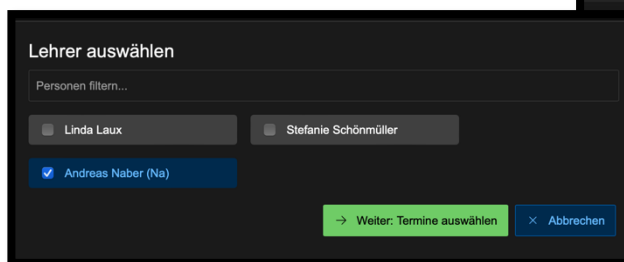 Lehrer auswählen
Personen filtern...
Linda Laux
Stefanie Schönmüller
Andreas Naber (Na)
→ Weiter: Termine auswählen
× Abbrechen